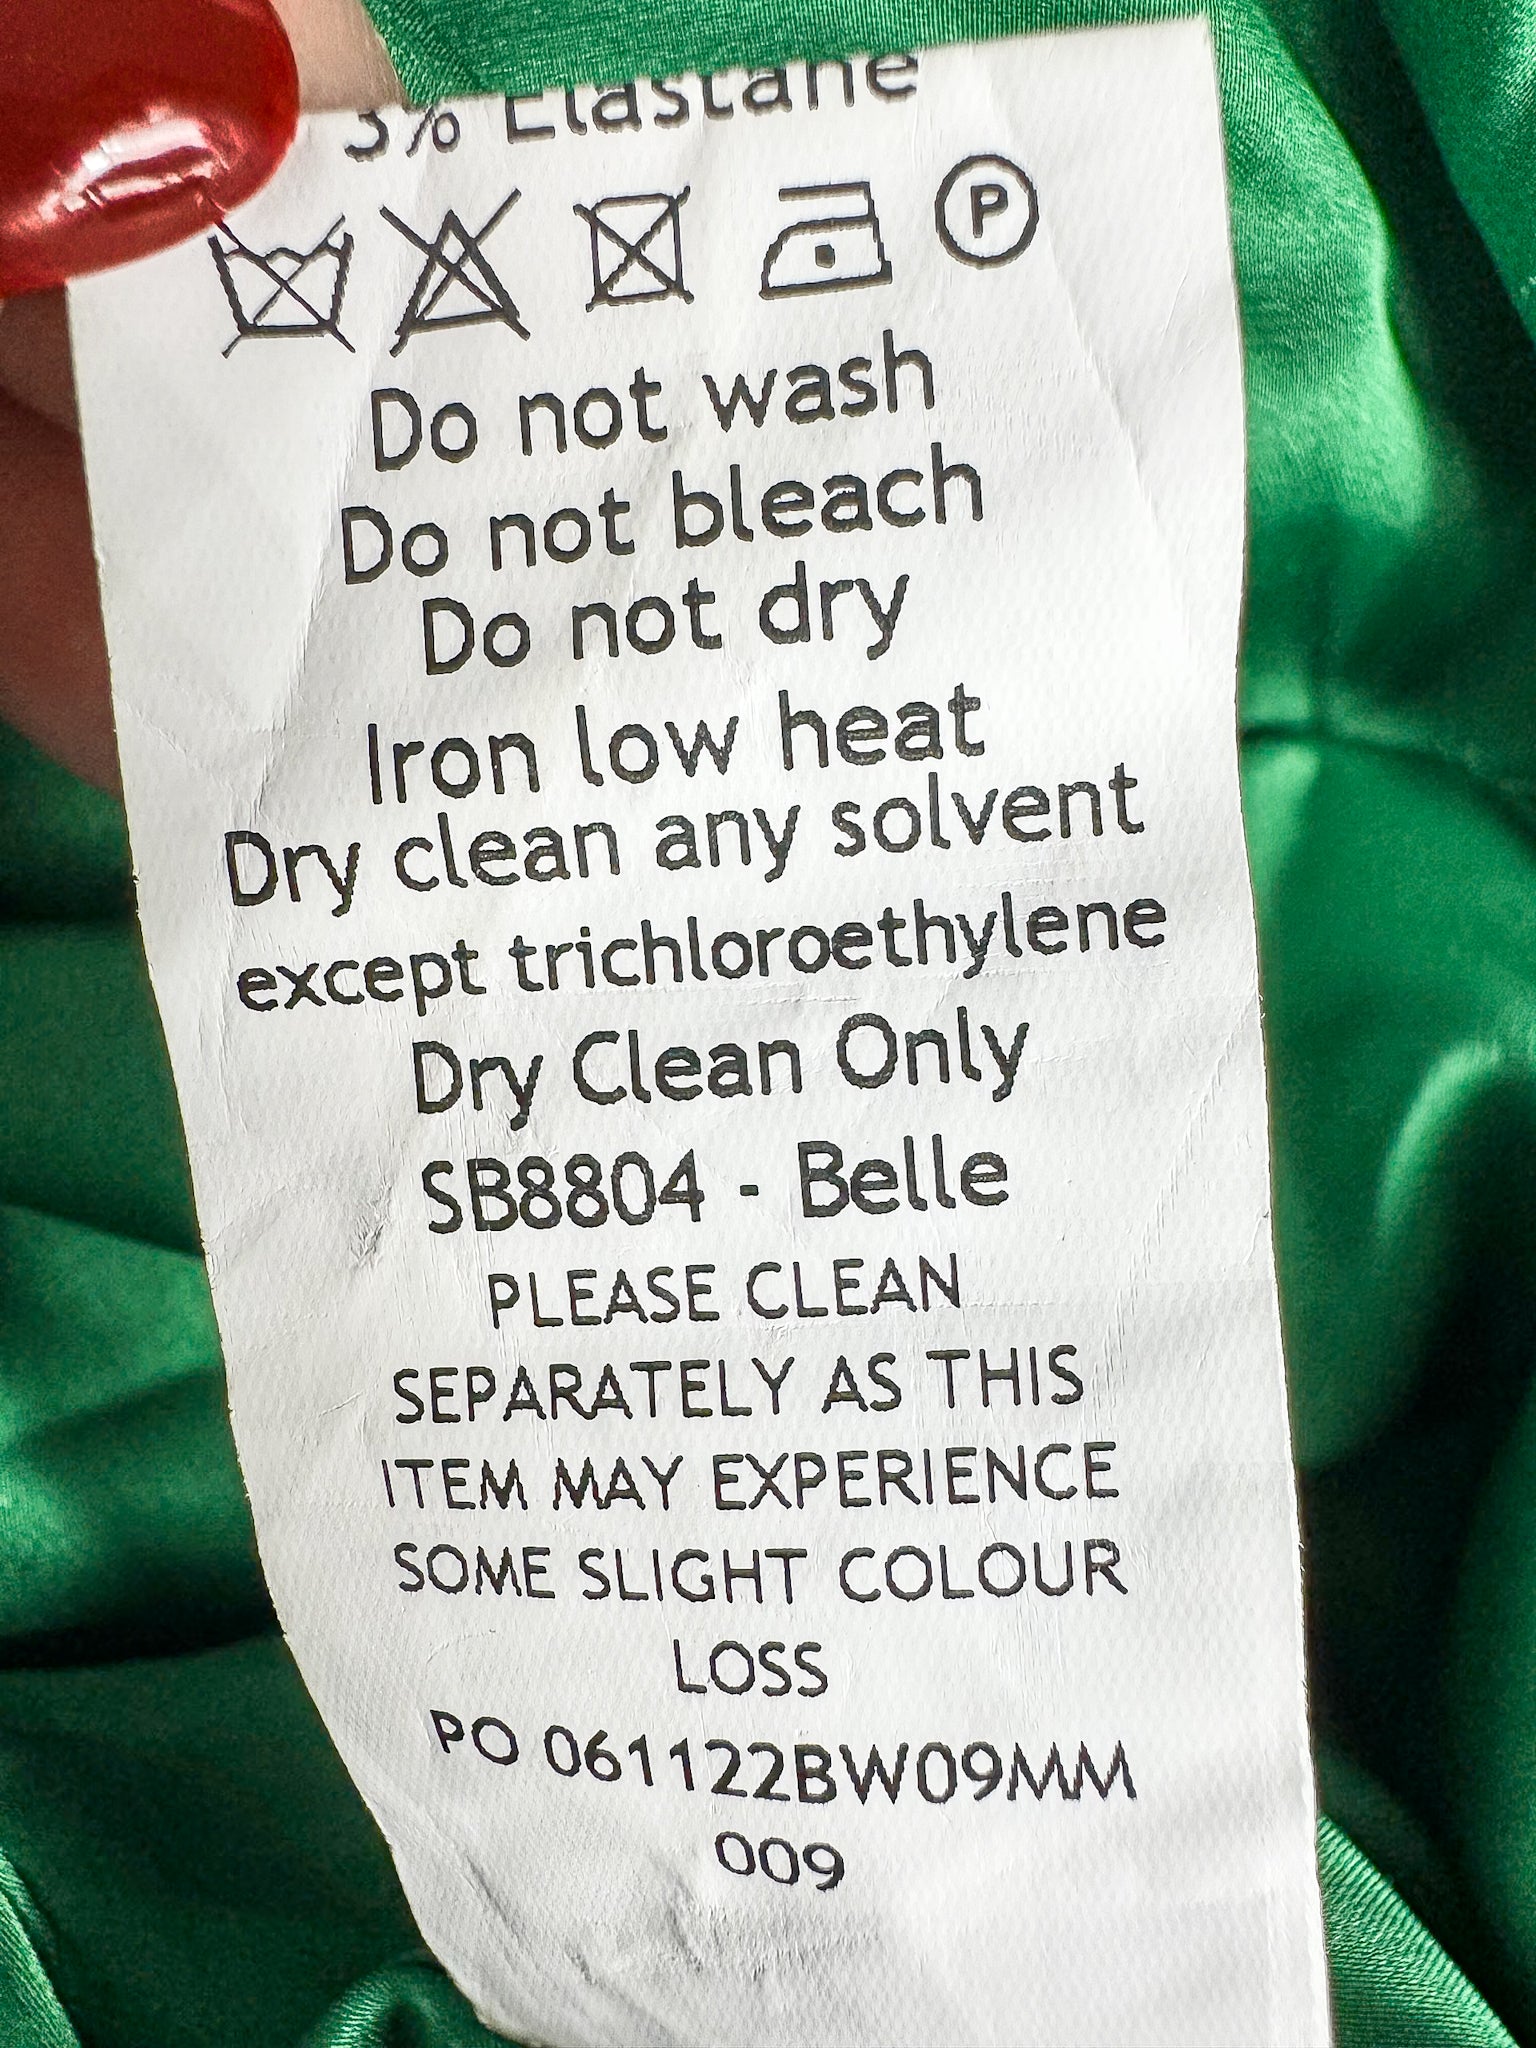 3% Elastane
P
Do not wash
Do not bleach
Do not dry
Iron low heat
Dry clean any solvent
except trichloroethylene
Dry Clean Only
SB8804 - Belle
PLEASE CLEAN
SEPARATELY AS THIS
ITEM MAY EXPERIENCE
SOME SLIGHT COLOUR
LOSS
PO 061122BW09MM
009